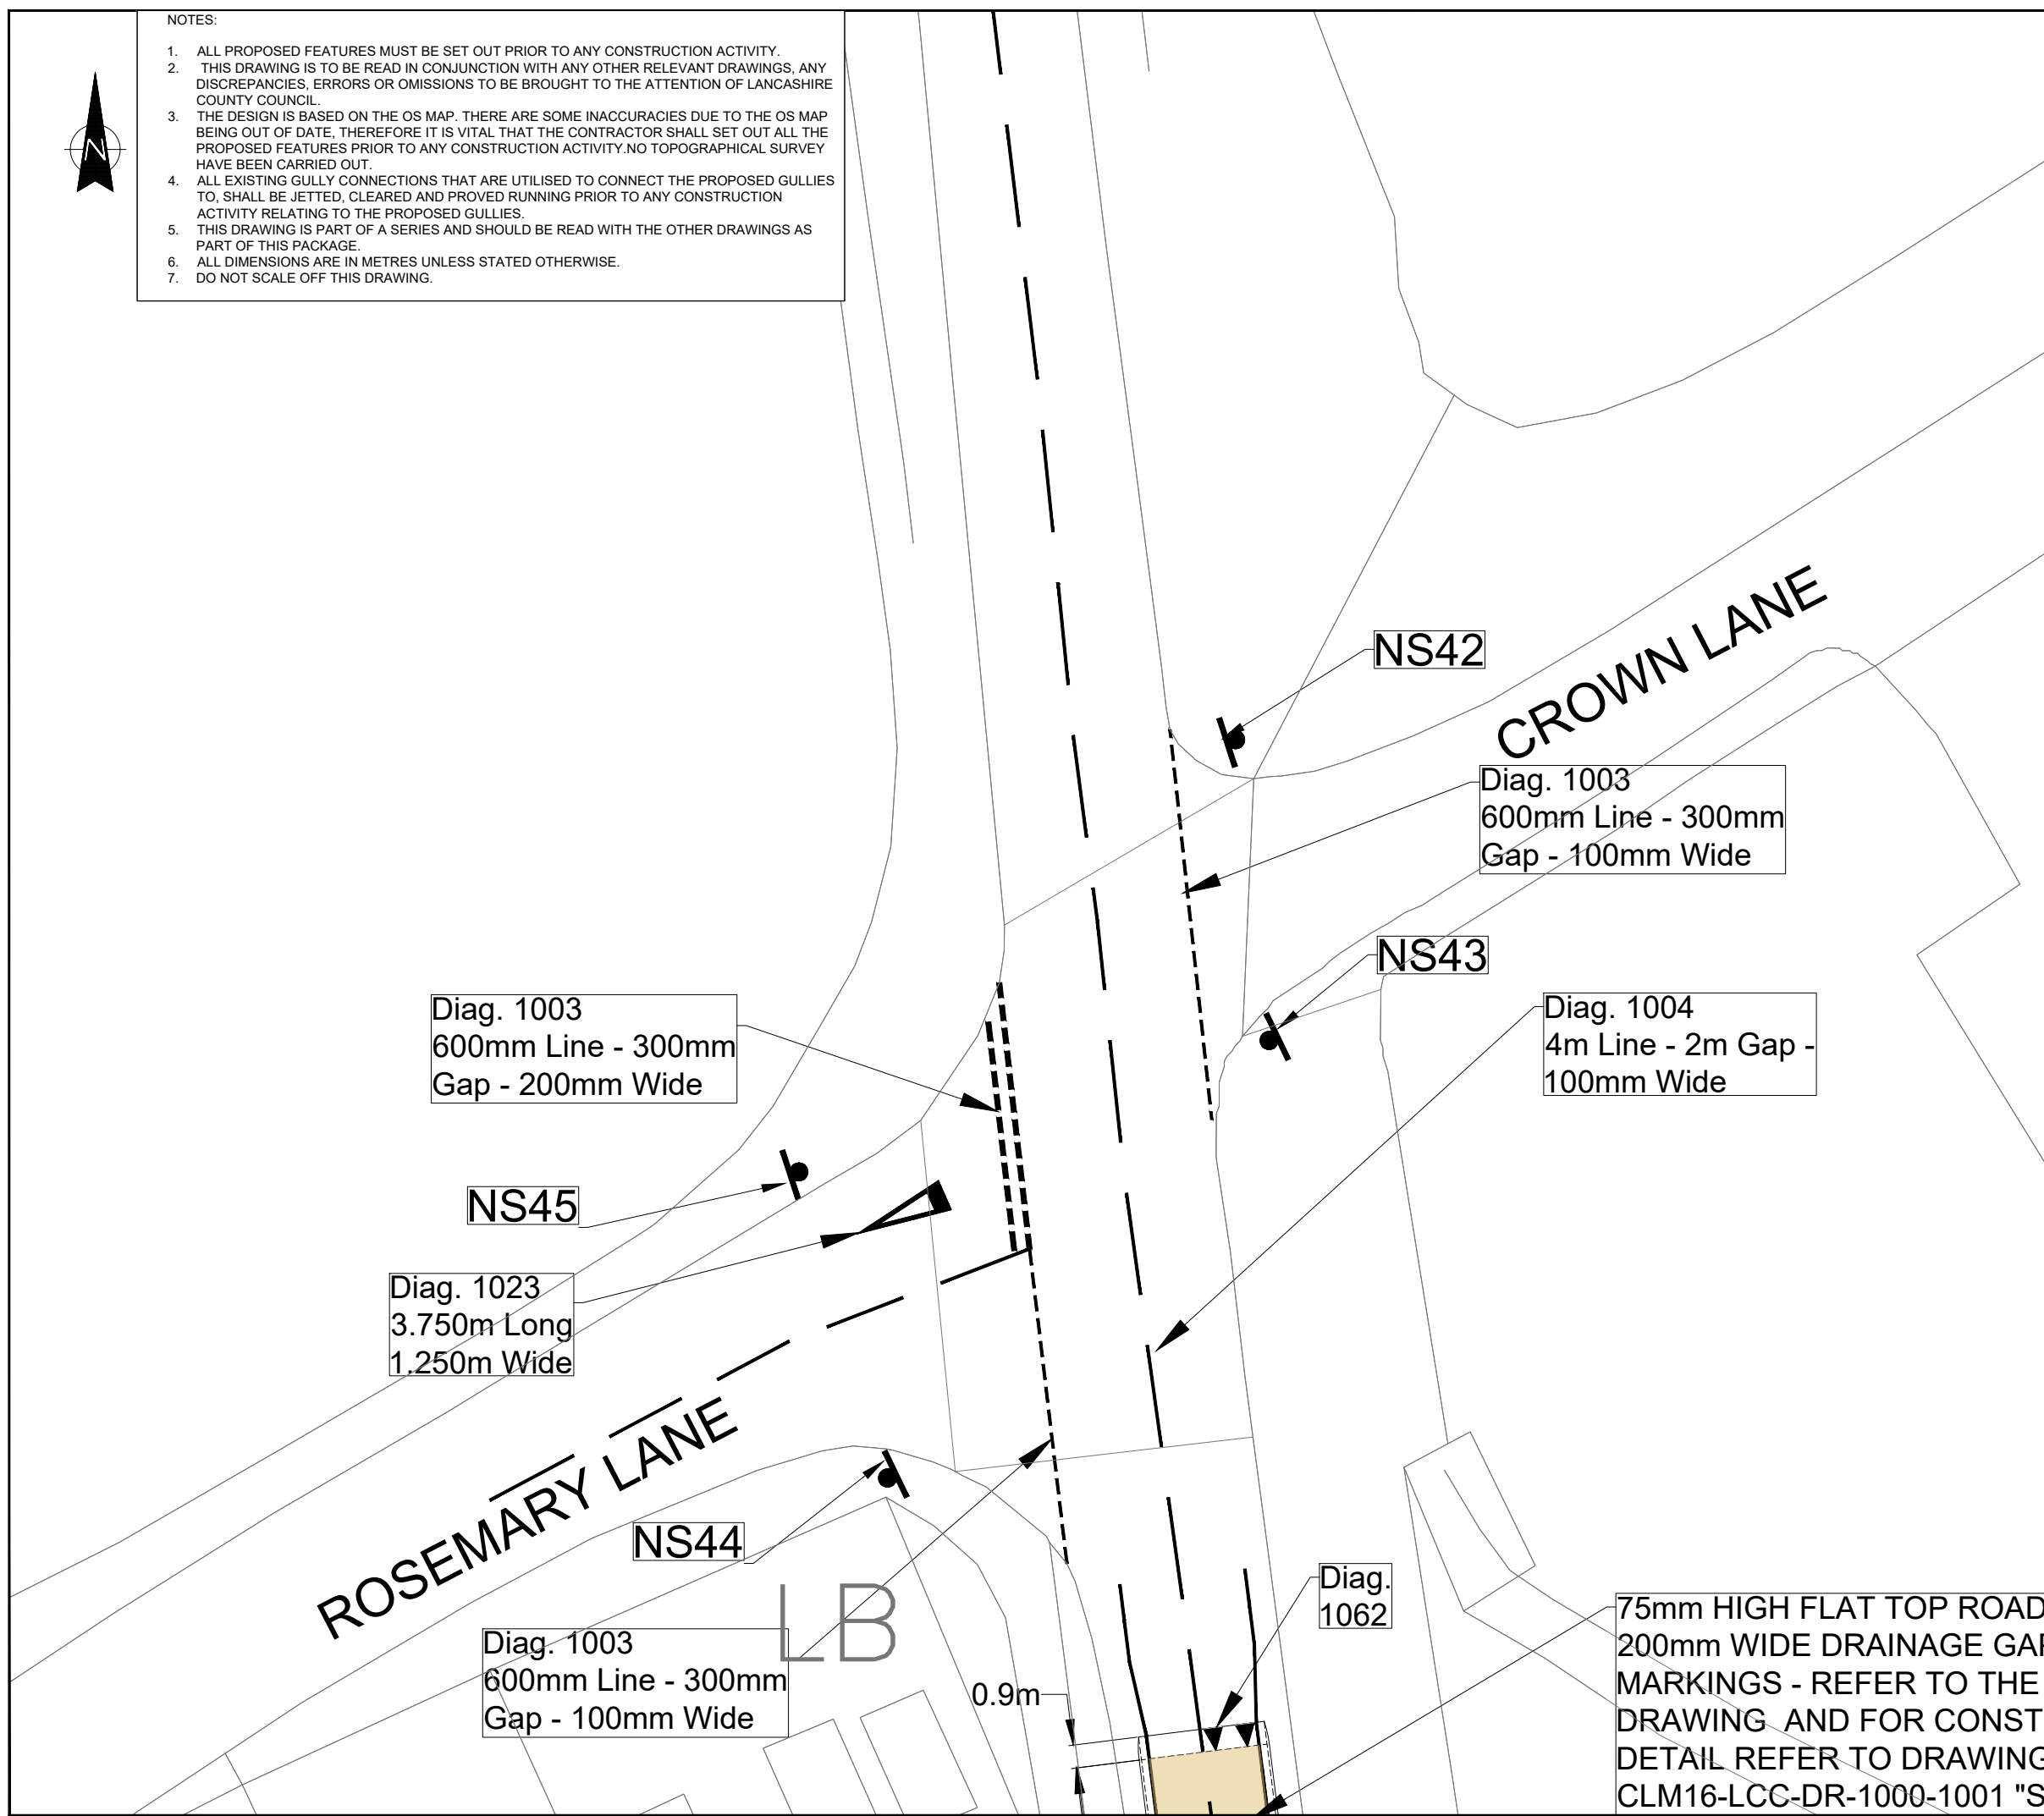 NOTES:
1. ALL PROPOSED FEATURES MUST BE SET OUT PRIOR TO ANY CONSTRUCTION ACTIVITY.
2. THIS DRAWING IS TO BE READ IN CONJUNCTION WITH ANY OTHER RELEVANT DRAWINGS, ANY
DISCREPANCIES, ERRORS OR OMISSIONS TO BE BROUGHT TO THE ATTENTION OF LANCASHIRE
COUNTY COUNCIL.
3. THE DESIGN IS BASED ON THE OS MAP. THERE ARE SOME INACCURACIES DUE TO THE OS MAP
BEING OUT OF DATE, THEREFORE IT IS VITAL THAT THE CONTRACTOR SHALL SET OUT ALL THE
PROPOSED FEATURES PRIOR TO ANY CONSTRUCTION ACTIVITY.NO TOPOGRAPHICAL SURVEY
HAVE BEEN CARRIED OUT.
4. ALL EXISTING GULLY CONNECTIONS THAT ARE UTILISED TO CONNECT THE PROPOSED GULLIES
TO, SHALL BE JETTED, CLEARED AND PROVED RUNNING PRIOR TO ANY CONSTRUCTION
ACTIVITY RELATING TO THE PROPOSED GULLIES.
5. THIS DRAWING IS PART OF A SERIES AND SHOULD BE READ WITH THE OTHER DRAWINGS AS
PART OF THIS PACKAGE.
6. ALL DIMENSIONS ARE IN METRES UNLESS STATED OTHERWISE.
7. DO NOT SCALE OFF THIS DRAWING.
N
NS42
CROWN LANE
Diag. 1003
600mm Line - 300mm
Gap - 100mm Wide
NS43
Diag. 1003
600mm Line - 300mm
Gap - 200mm Wide
Diag. 1004
4m Line - 2m Gap -
100mm Wide
NS45
Diag. 1023
3.750m Long
1.250m Wide
ROSEMARY LANE
NS44
LB
Diag. 1003
600mm Line - 300mm
Gap - 100mm Wide
0.9m
Diag.
1062
75mm HIGH FLAT TOP ROAD
200mm WIDE DRAINAGE
MARKINGS - REFER TO THE
DRAWING AND FOR
DETAIL REFER TO
CLM16-LCC-DR-1000-1001 "S